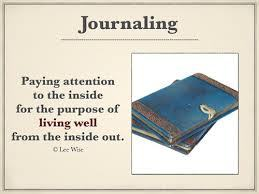 Journaling
Paying attention
to the inside
for the purpose of
living well
from the inside out.
© Lee Wise